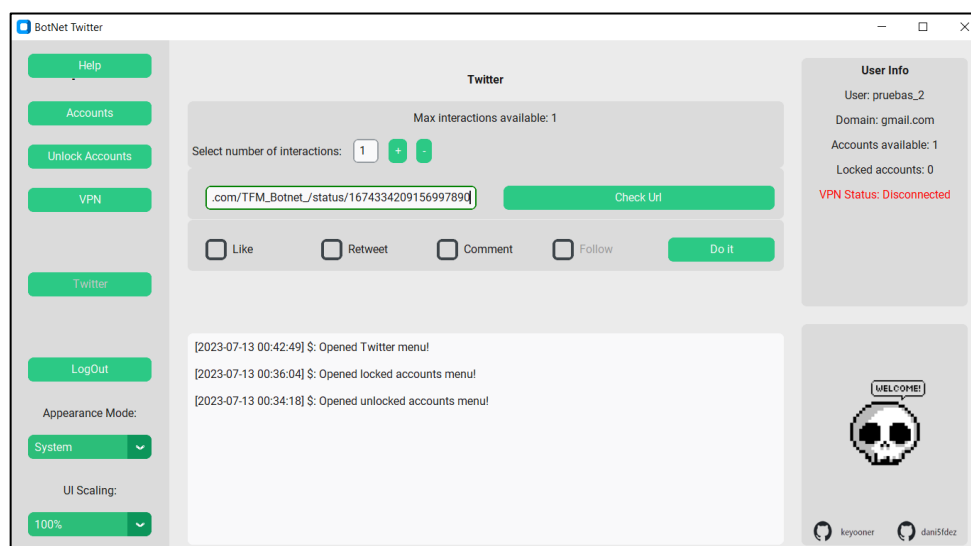 BotNet Twitter
Help
Accounts
Unlock Accounts
VPN
Twitter
LogOut
Appearance Mode:
System
UI Scaling:
100%
Twitter
Max interactions available: 1
Select number of interactions: 1 + -
.com/TFM_Botnet_/status/1674334209156997890 Check Url
Like Retweet Comment Follow Do it
[2023-07-13 00:42:49] $: Opened Twitter menu!
[2023-07-13 00:36:04] $: Opened locked accounts menu!
[2023-07-13 00:34:18] $: Opened unlocked accounts menu!
User Info
User: pruebas_2
Domain: gmail.com
Accounts available: 1
Locked accounts: 0
VPN Status: Disconnected
WELCOME!
keyooner dani5fdez